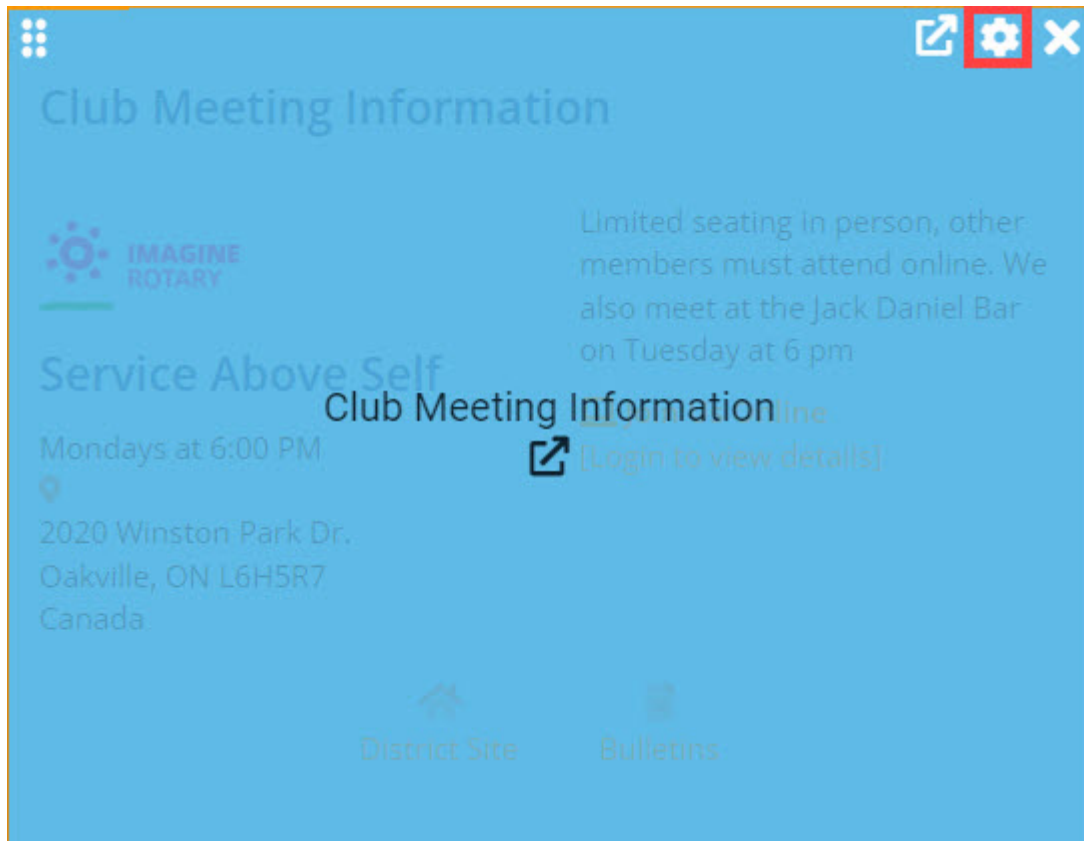 Club Meeting Information
IMAGINE
ROTARY
Service Above Self
Mondays at 6:00 PM
2020 Winston Park Dr.
Oakville, ON L6H5R7
Canada
Limited seating in person, other
members must attend online. We
also meet at the Jack Daniel Bar
on Tuesday at 6 pm
Club Meeting Information
[Login to view details]
District Site
Bulletins